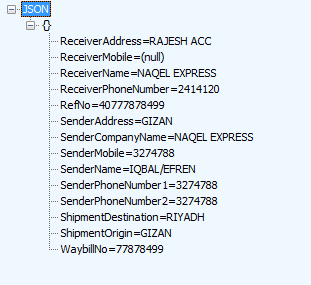 JSON
{}
ReceiverAddress=RAJESH ACC
ReceiverMobile=(null)
ReceiverName=NAQEL EXPRESS
ReceiverPhoneNumber=2414120
RefNo=40777878499
SenderAddress=GIZAN
SenderCompanyName=NAQEL EXPRESS
SenderMobile=3274788
SenderName=IQBAL/EFREN
SenderPhoneNumber1=3274788
SenderPhoneNumber2=3274788
ShipmentDestination=RIYADH
ShipmentOrigin=GIZAN
WaybillNo=77878499